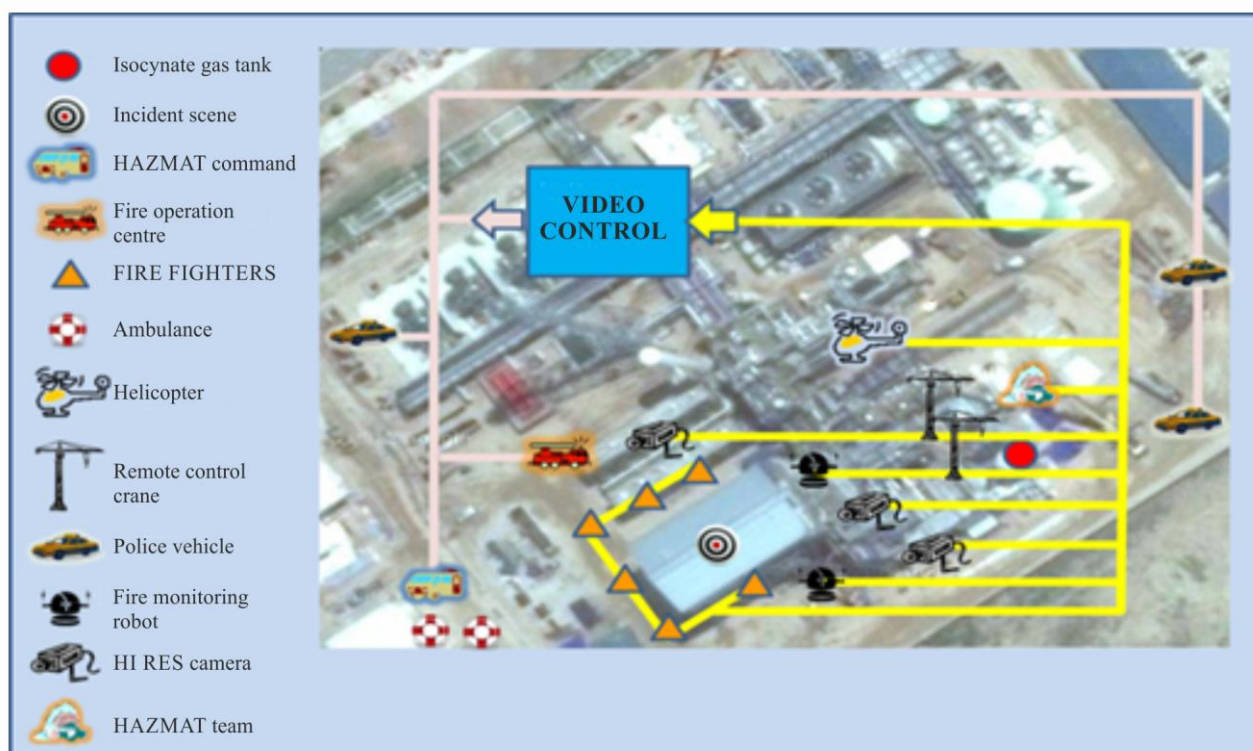 Isocynate gas tank
Incident scene
HAZMAT command
Fire operation
centre
FIRE FIGHTERS
Ambulance
Helicopter
Remote control
crane
Police vehicle
Fire monitoring
robot
HI RES camera
HAZMAT team
VIDEO
CONTROL